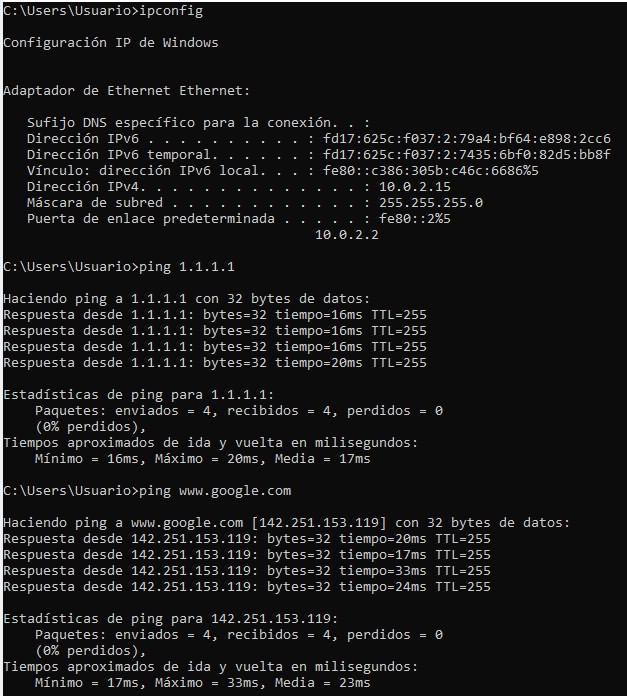 C:\Users\Usuario>ipconfig
Configuración IP de Windows
Adaptador de Ethernet Ethernet:
Sufijo DNS específico para la conexión. . :
Dirección IPv6 . . . . . . . . . . : fd17:625c:f037:2:79a4:bf64:e898:2cc6
Dirección IPv6 temporal. . . . . . : fd17:625c:f037:2:7435:6bf0:82d5:bb8f
Vínculo: dirección IPv6 local. . . : fe80::c386:305b:c46c:6686%5
Dirección IPv4. . . . . . . . . . . . . . : 10.0.2.15
Máscara de subred . . . . . . . . . . . . : 255.255.255.0
Puerta de enlace predeterminada . . . . . : fe80::2%5
10.0.2.2
C:\Users\Usuario>ping 1.1.1.1
Haciendo ping a 1.1.1.1 con 32 bytes de datos:
Respuesta desde 1.1.1.1: bytes=32 tiempo=16ms TTL=255
Respuesta desde 1.1.1.1: bytes=32 tiempo=16ms TTL=255
Respuesta desde 1.1.1.1: bytes=32 tiempo=16ms TTL=255
Respuesta desde 1.1.1.1: bytes=32 tiempo=20ms TTL=255
Estadísticas de ping para 1.1.1.1:
Paquetes: enviados = 4, recibidos = 4, perdidos = 0
(0% perdidos),
Tiempos aproximados de ida y vuelta en milisegundos:
Mínimo = 16ms, Máximo = 20ms, Media = 17ms
C:\Users\Usuario>ping www.google.com
Haciendo ping a www.google.com [142.251.153.119] con 32 bytes de datos:
Respuesta desde 142.251.153.119: bytes=32 tiempo=20ms TTL=255
Respuesta desde 142.251.153.119: bytes=32 tiempo=17ms TTL=255
Respuesta desde 142.251.153.119: bytes=32 tiempo=33ms TTL=255
Respuesta desde 142.251.153.119: bytes=32 tiempo=24ms TTL=255
Estadísticas de ping para 142.251.153.119:
Paquetes: enviados = 4, recibidos = 4, perdidos = 0
(0% perdidos),
Tiempos aproximados de ida y vuelta en milisegundos:
Mínimo = 17ms, Máximo = 33ms, Media = 23ms